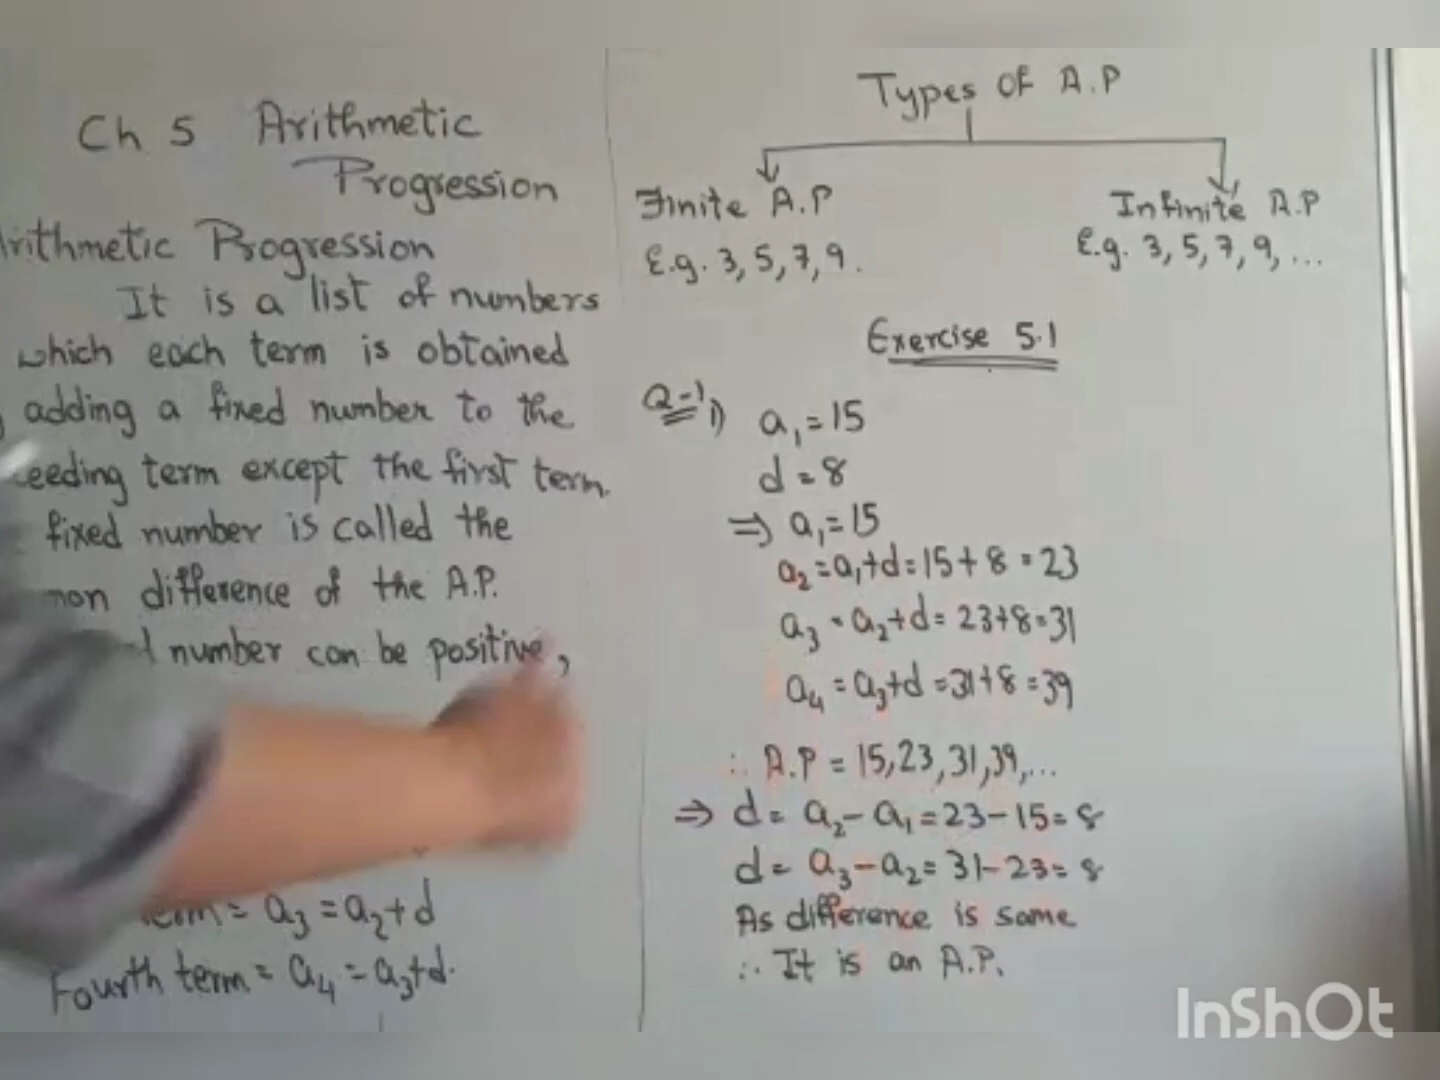 Ch 5 Arithmetic
Progression
rithmetic Progression
It is a list of numbers
which each term is obtained
adding a fixed number to the
eeding term except the first term.
fixed number is called the
mon difference of the A.P.
number can be positive,
term = a₃ = a₂+d
Fourth term = a₄ = a₃+d.
Types of A.P
Finite A.P
E.g. 3, 5, 7, 9.
Infinite A.P
E.g. 3, 5, 7, 9, ...
Exercise 5.1
Q-1 i) a₁ = 15
d = 8
⇒ a₁ = 15
a₂ = a₁+d = 15 + 8 = 23
a₃ = a₂+d = 23+8 = 31
a₄ = a₃+d = 31+8 = 39
∴ A.P = 15, 23, 31, 39, ...
⇒ d = a₂ - a₁ = 23 - 15 = 8
d = a₃ - a₂ = 31 - 23 = 8
As difference is same
∴ It is an A.P.
InShOt